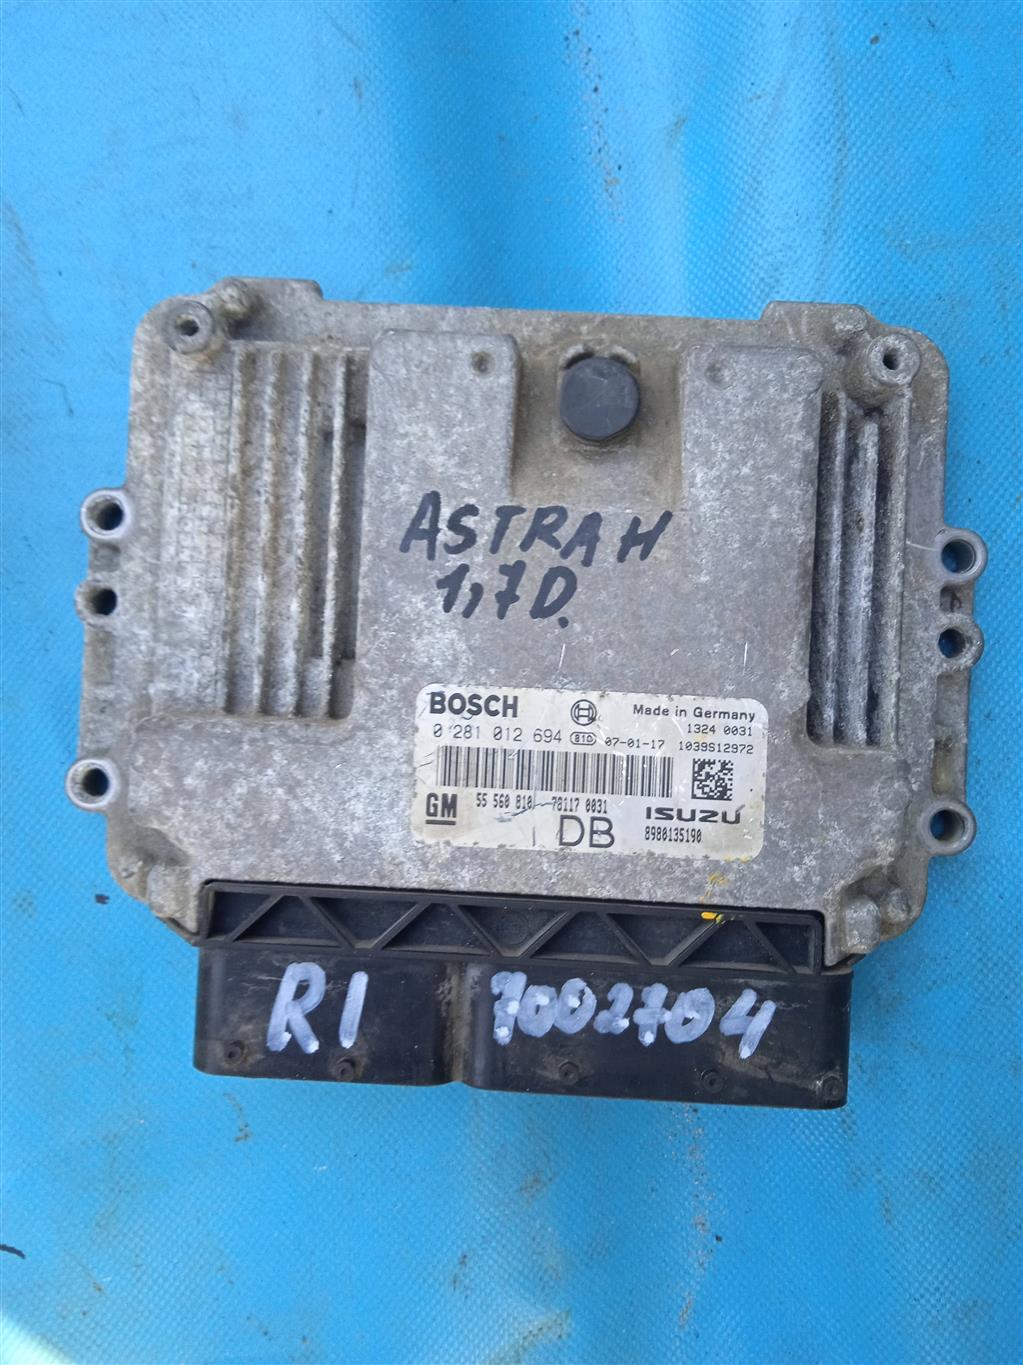 ASTRA H
1,7D.
BOSCH Made in Germany
1324 0031
0 281 012 694 810 07-01-17 1039S12972
GM 55 560 810 78117 0031 ISUZU
DB 8980135190
R1 7002704